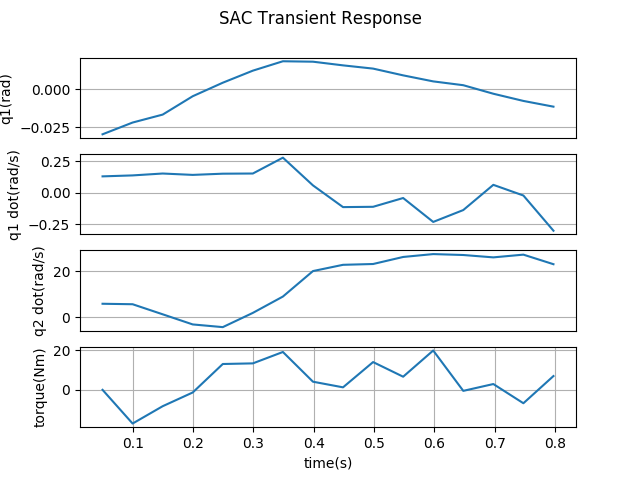 SAC Transient Response
q1(rad)
0.000
−0.025
q1 dot(rad/s)
0.25
0.00
−0.25
q2 dot(rad/s)
20
0
torque(Nm)
20
0
0.1 0.2 0.3 0.4 0.5 0.6 0.7 0.8
time(s)